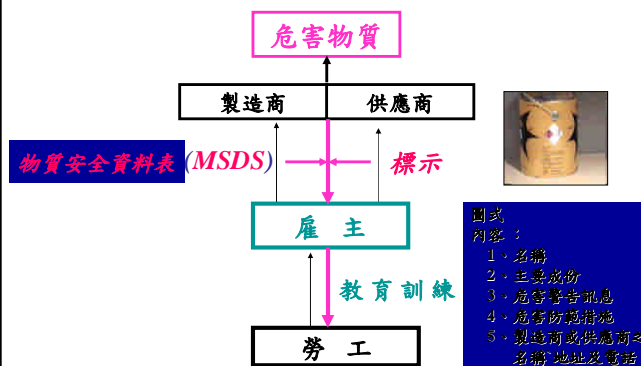 危害物質
製造商
供應商
物質安全資料表(MSDS)
標示
雇 主
教育訓練
勞 工
圖式
內容：
1、名稱
2、主要成份
3、危害警告訊息
4、危害防範措施
5、製造商或供應商之
名稱、地址及電話